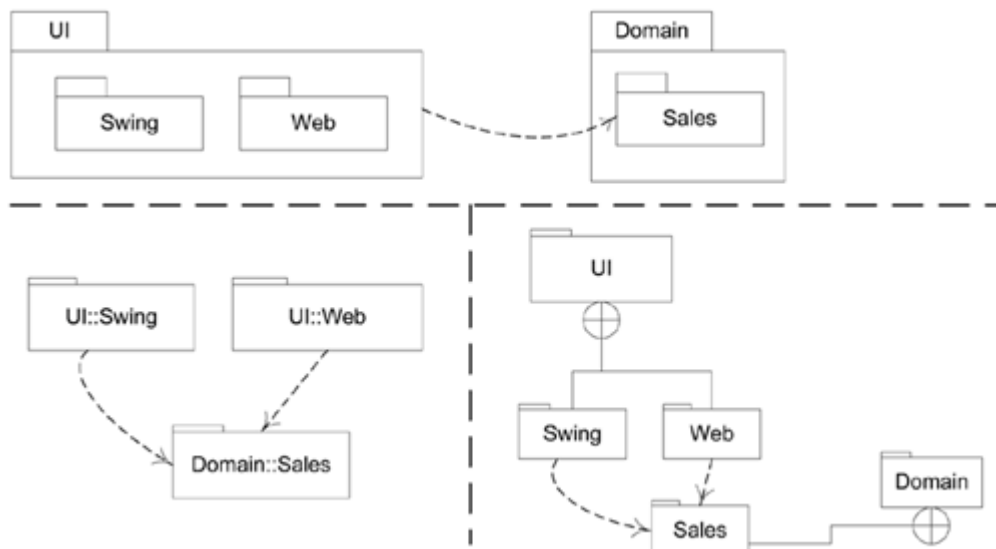 UI
Domain
Swing
Web
Sales
UI::Swing
UI::Web
Domain::Sales
UI
Swing
Web
Domain
Sales